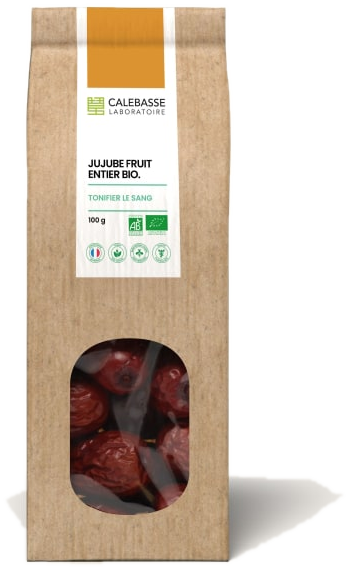 CALEBASSE
LABORATOIRE
JUJUBE FRUIT
ENTIER BIO.
TONIFIER LE SANG
100 g
AB